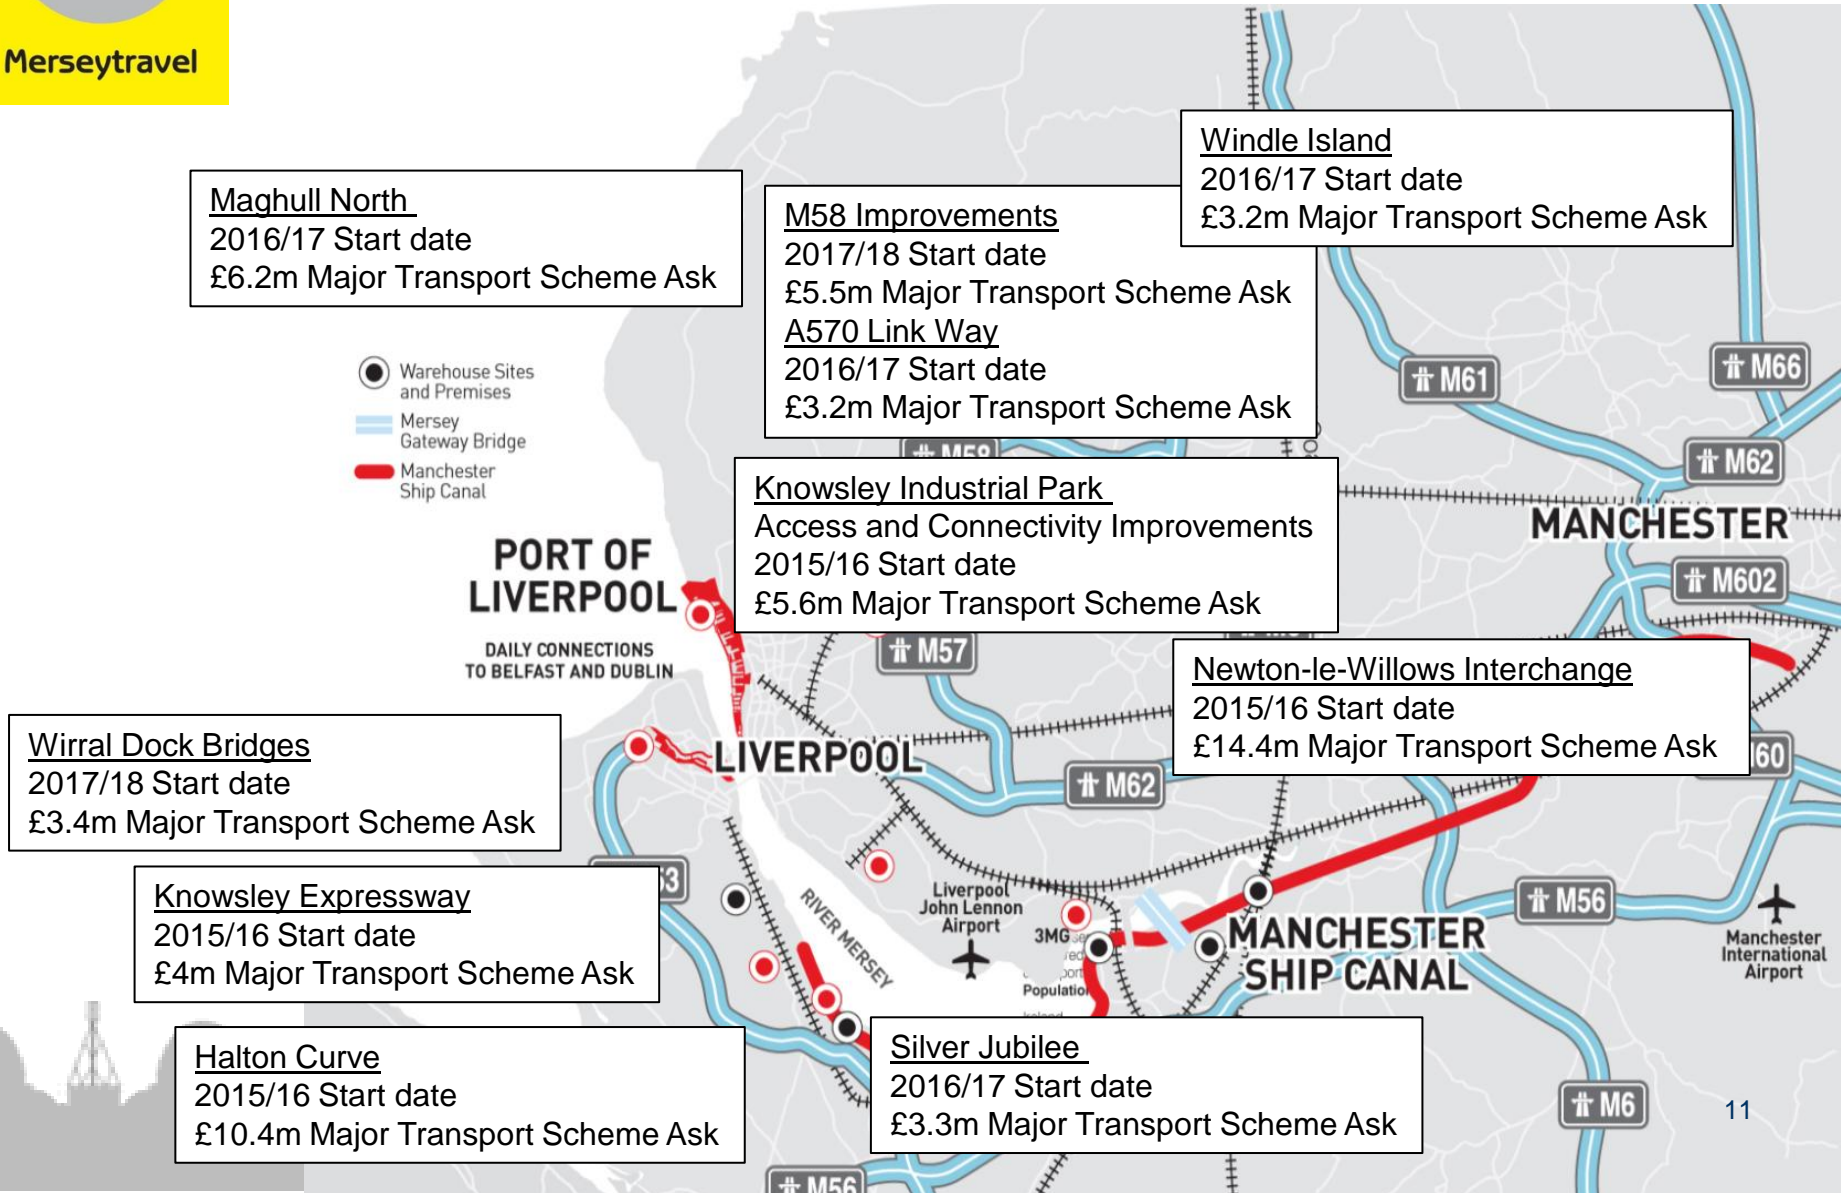 Merseytravel
Windle Island
2016/17 Start date
£3.2m Major Transport Scheme Ask
Maghull North
2016/17 Start date
£6.2m Major Transport Scheme Ask
M58 Improvements
2017/18 Start date
£5.5m Major Transport Scheme Ask
A570 Link Way
2016/17 Start date
£3.2m Major Transport Scheme Ask
Warehouse Sites
and Premises
Mersey
Gateway Bridge
Manchester
Ship Canal
M61
M66
M58
M62
Knowsley Industrial Park
Access and Connectivity Improvements
2015/16 Start date
£5.6m Major Transport Scheme Ask
MANCHESTER
PORT OF
LIVERPOOL
DAILY CONNECTIONS
TO BELFAST AND DUBLIN
M602
M57
Newton-le-Willows Interchange
2015/16 Start date
£14.4m Major Transport Scheme Ask
Wirral Dock Bridges
2017/18 Start date
£3.4m Major Transport Scheme Ask
LIVERPOOL
M62
60
Knowsley Expressway
2015/16 Start date
£4m Major Transport Scheme Ask
3
RIVER MERSEY
Liverpool
John Lennon
Airport
3MG
Population
MANCHESTER
SHIP CANAL
M56
Manchester
International
Airport
Halton Curve
2015/16 Start date
£10.4m Major Transport Scheme Ask
Silver Jubilee
2016/17 Start date
£3.3m Major Transport Scheme Ask
M6
11
M56